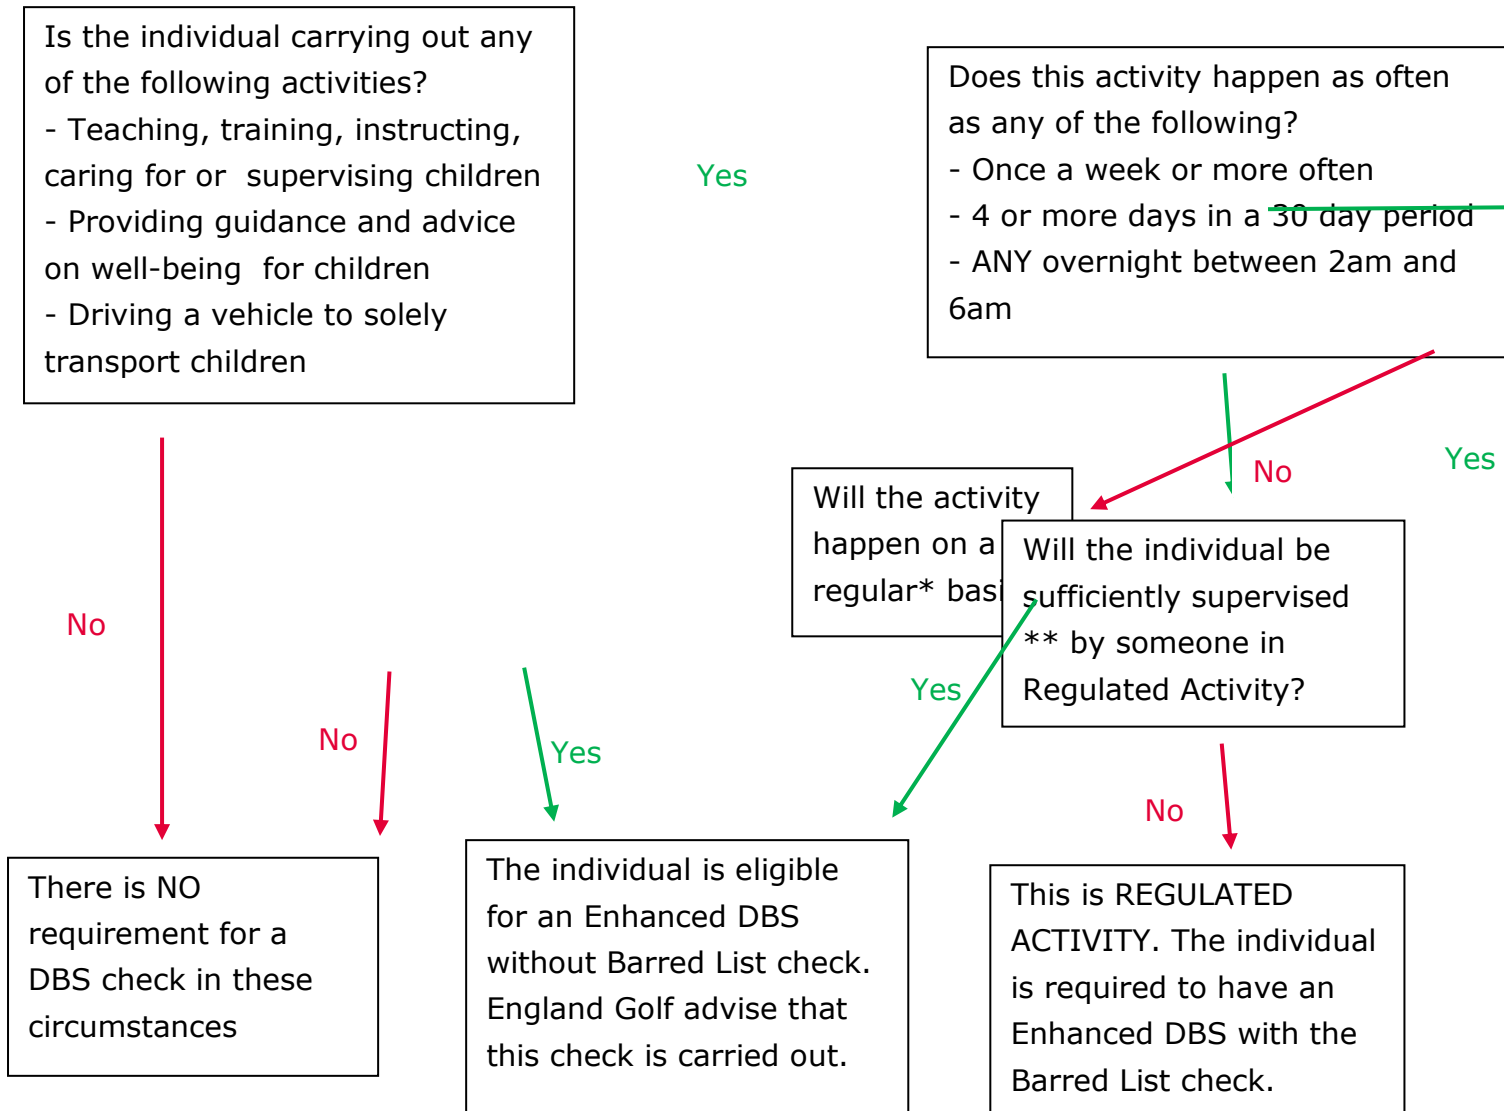 Is the individual carrying out any
of the following activities?
- Teaching, training, instructing,
caring for or supervising children
- Providing guidance and advice
on well-being for children
- Driving a vehicle to solely
transport children
Yes
Does this activity happen as often
as any of the following?
- Once a week or more often
- 4 or more days in a 30 day period
- ANY overnight between 2am and
6am
No
Yes
Will the activity
happen on a
regular* basi
Will the individual be
sufficiently supervised
** by someone in
Regulated Activity?
No
Yes
No
Yes
No
There is NO
requirement for a
DBS check in these
circumstances
The individual is eligible
for an Enhanced DBS
without Barred List check.
England Golf advise that
this check is carried out.
This is REGULATED
ACTIVITY. The individual
is required to have an
Enhanced DBS with the
Barred List check.